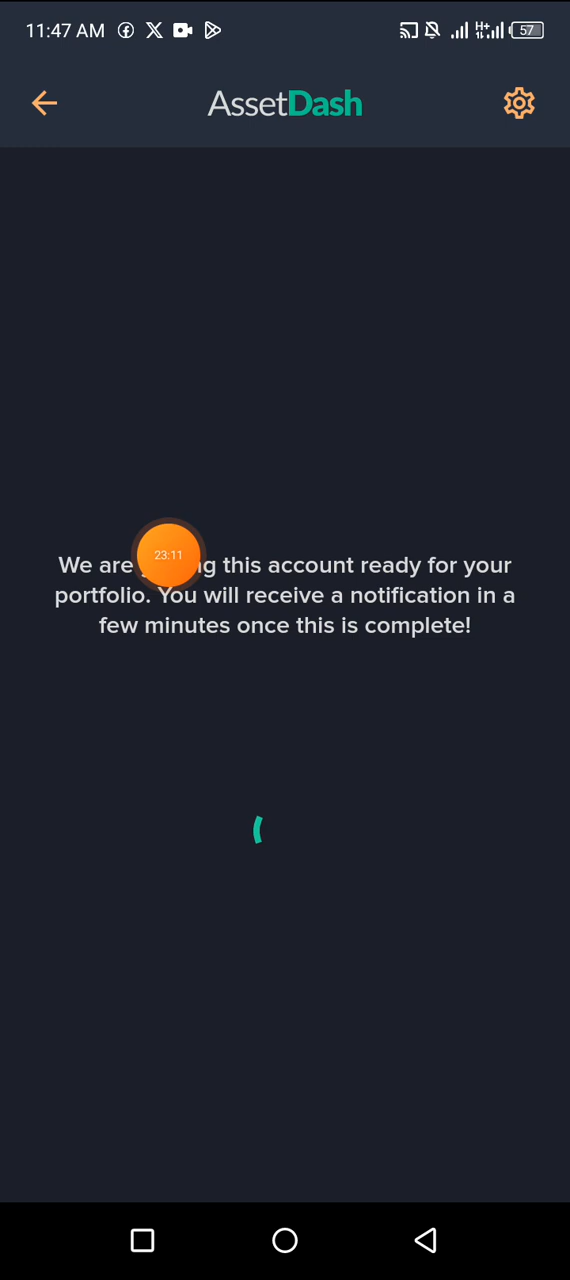 11:47 AM
57
AssetDash
23:11
We are this account ready for your
portfolio. You will receive a notification in a
few minutes once this is complete!